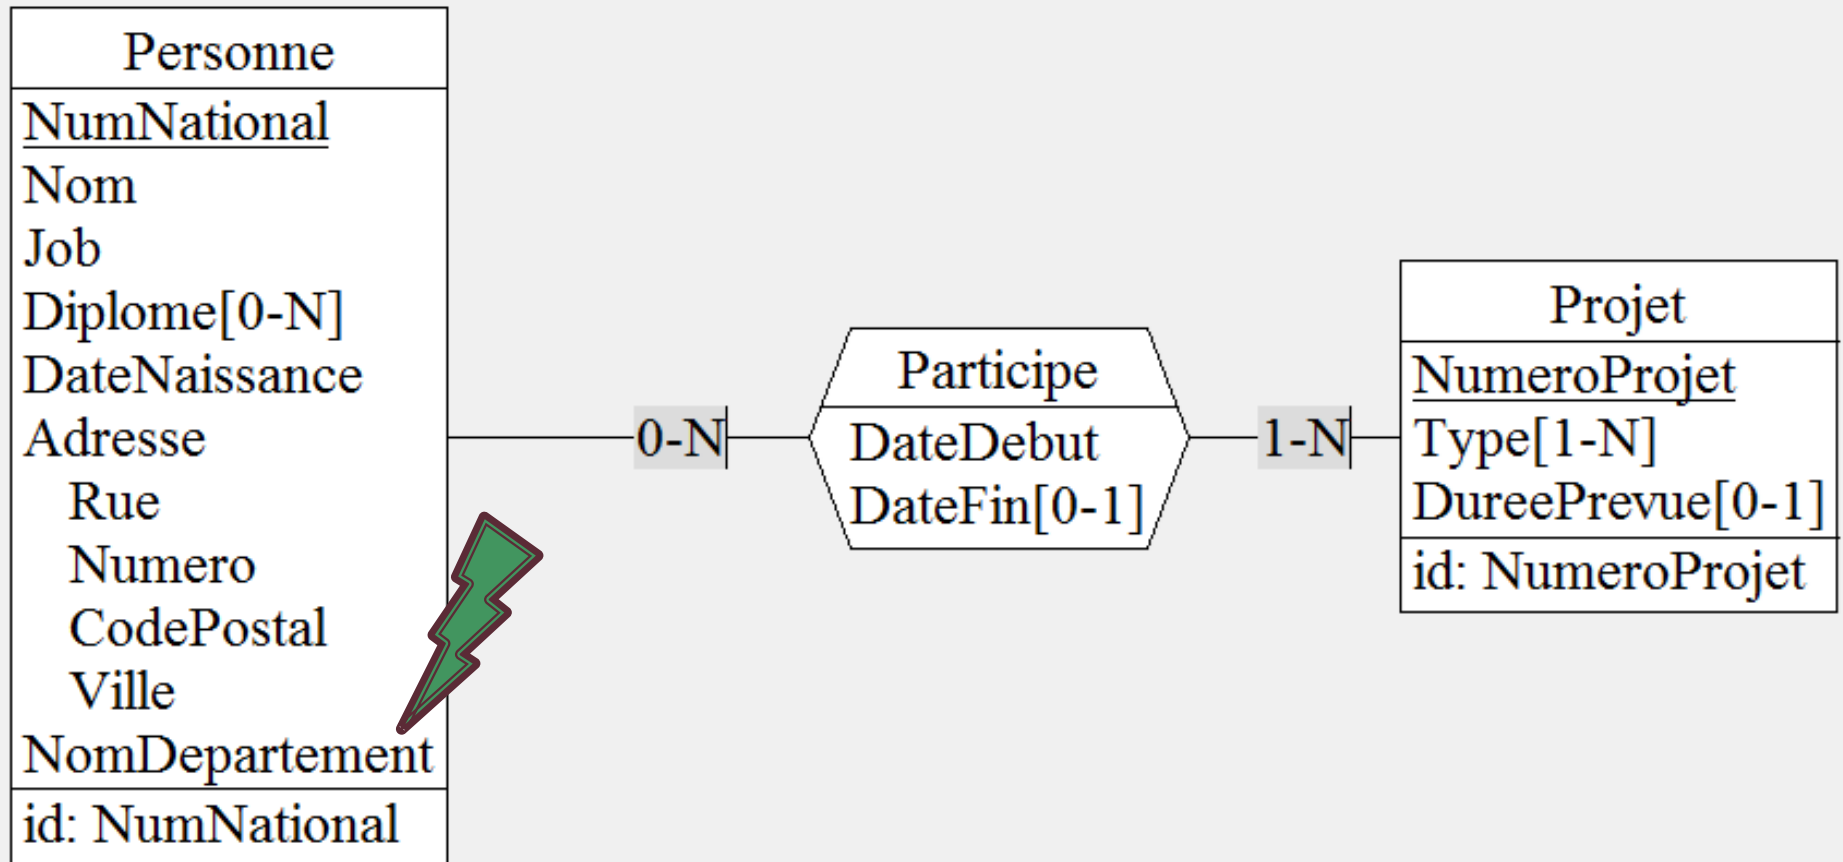 Personne
NumNational
Nom
Job
Diplome[0-N]
DateNaissance
Adresse
Rue
Numero
CodePostal
Ville
NomDepartement
id: NumNational
0-N
Participe
DateDebut
DateFin[0-1]
1-N
Projet
NumeroProjet
Type[1-N]
DureePrevue[0-1]
id: NumeroProjet